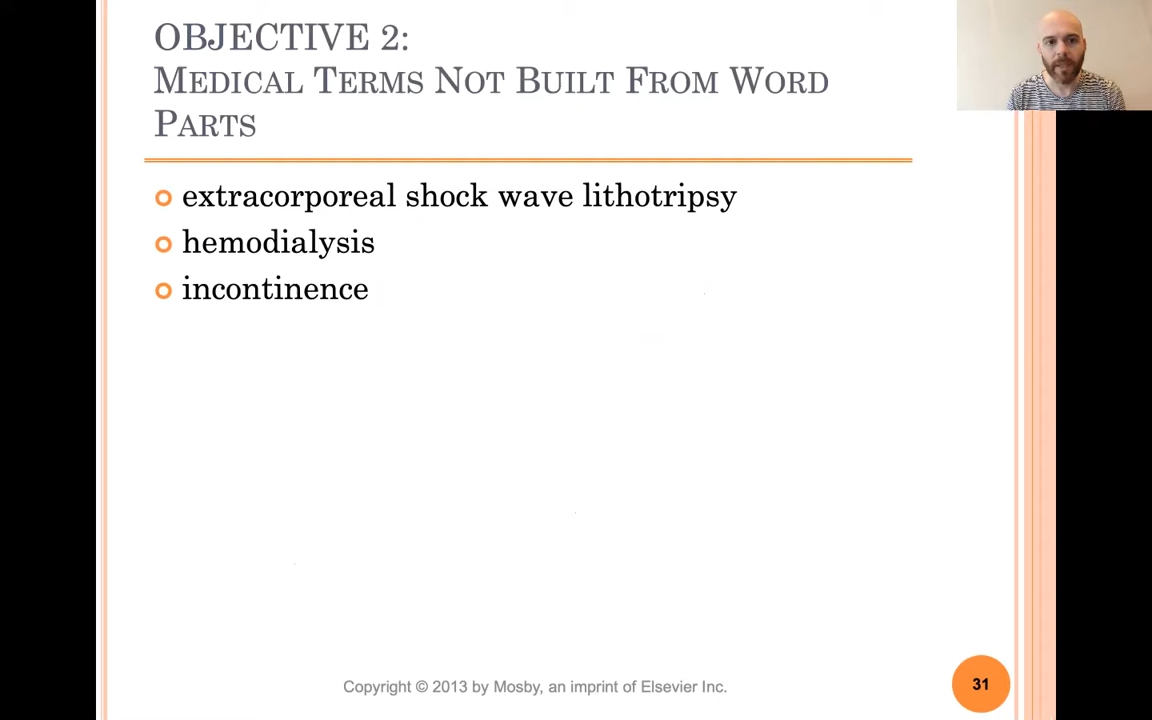 OBJECTIVE 2:
MEDICAL TERMS NOT BUILT FROM WORD
PARTS
extracorporeal shock wave lithotripsy
hemodialysis
incontinence
Copyright © 2013 by Mosby, an imprint of Elsevier Inc.
31